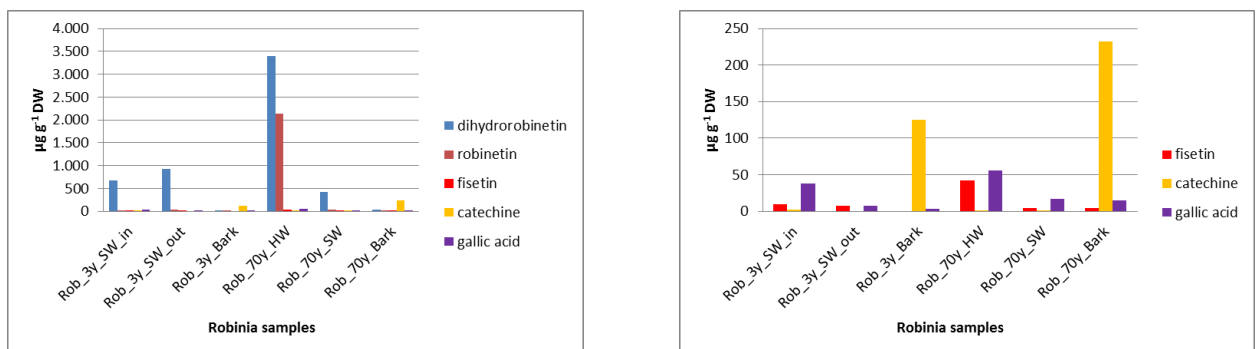 4.000
3.500
3.000
2.500
2.000
1.500
1.000
500
0
µg g⁻¹ DW
Rob_3y_SW_in
Rob_3y_SW_out
Rob_3y_Bark
Rob_70y_HW
Rob_70y_SW
Rob_70y_Bark
Robinia samples
dihydrorobinetin
robinetin
fisetin
catechine
gallic acid
250
200
150
100
50
0
µg g⁻¹ DW
Rob_3y_SW_in
Rob_3y_SW_out
Rob_3y_Bark
Rob_70y_HW
Rob_70y_SW
Rob_70y_Bark
Robinia samples
fisetin
catechine
gallic acid